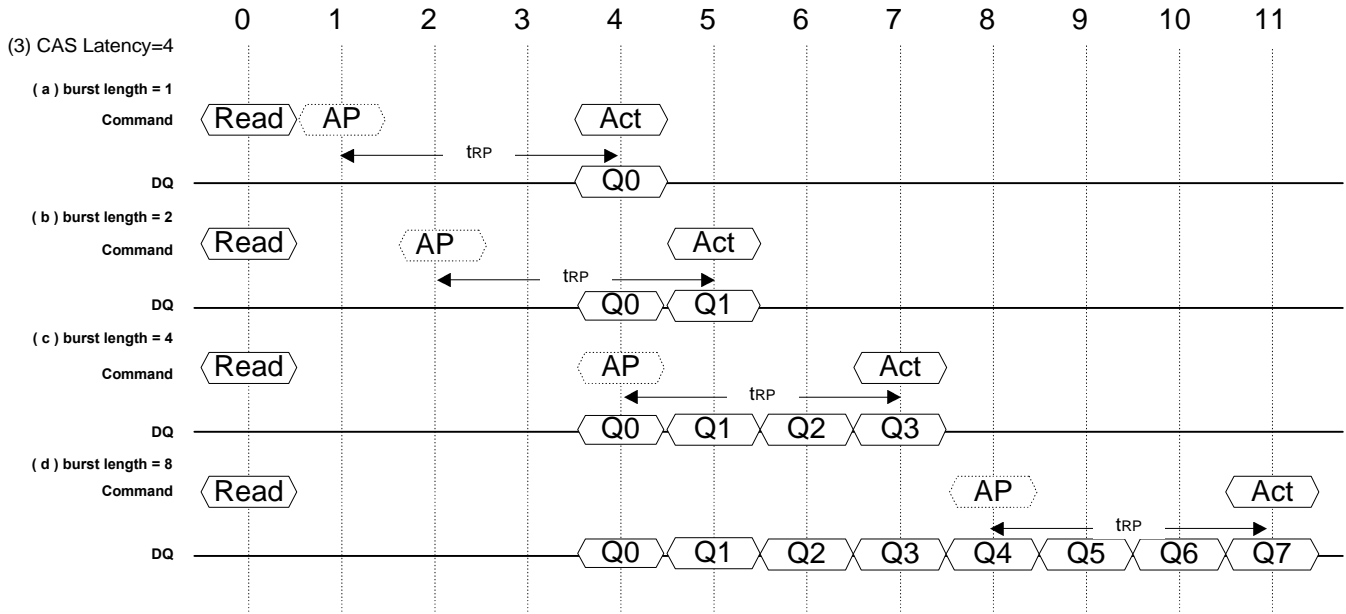 0 1 2 3 4 5 6 7 8 9 10 11
(3) CAS Latency=4
( a ) burst length = 1
Command Read AP Act
tRP
DQ Q0
( b ) burst length = 2
Command Read AP Act
tRP
DQ Q0 Q1
( c ) burst length = 4
Command Read AP Act
tRP
DQ Q0 Q1 Q2 Q3
( d ) burst length = 8
Command Read AP Act
tRP
DQ Q0 Q1 Q2 Q3 Q4 Q5 Q6 Q7